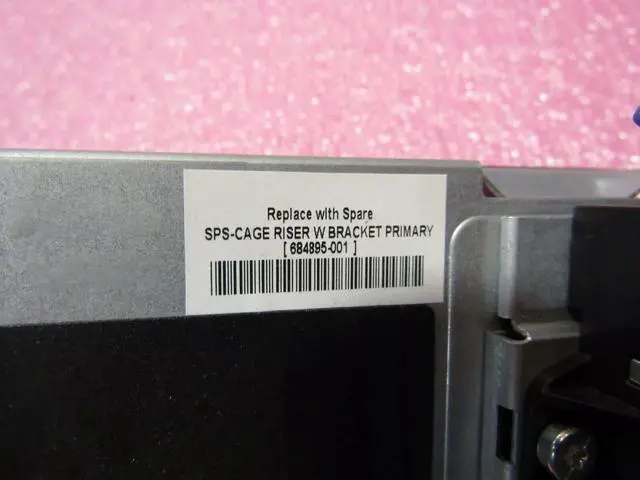 Replace with Spare
SPS-CAGE RISER W BRACKET PRIMARY
[ 684895-001 ]